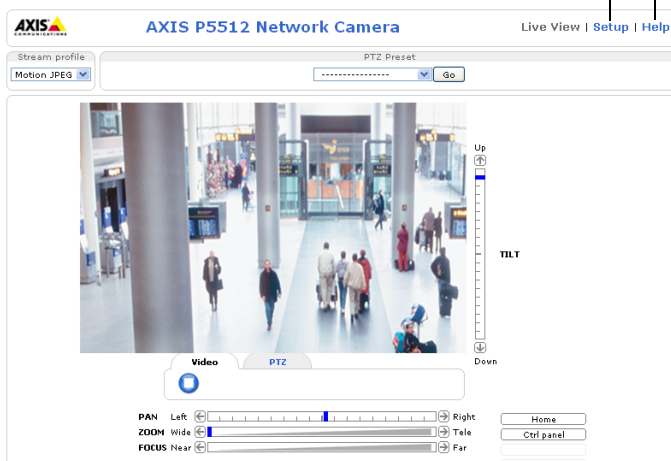 AXIS
COMMUNICATIONS
AXIS P5512 Network Camera
Live View | Setup | Help
Stream profile
PTZ Preset
Motion JPEG
----------------
Go
Up
TILT
Down
Video
PTZ
PAN Left Right
Home
ZOOM Wide Tele
Ctrl panel
FOCUS Near Far